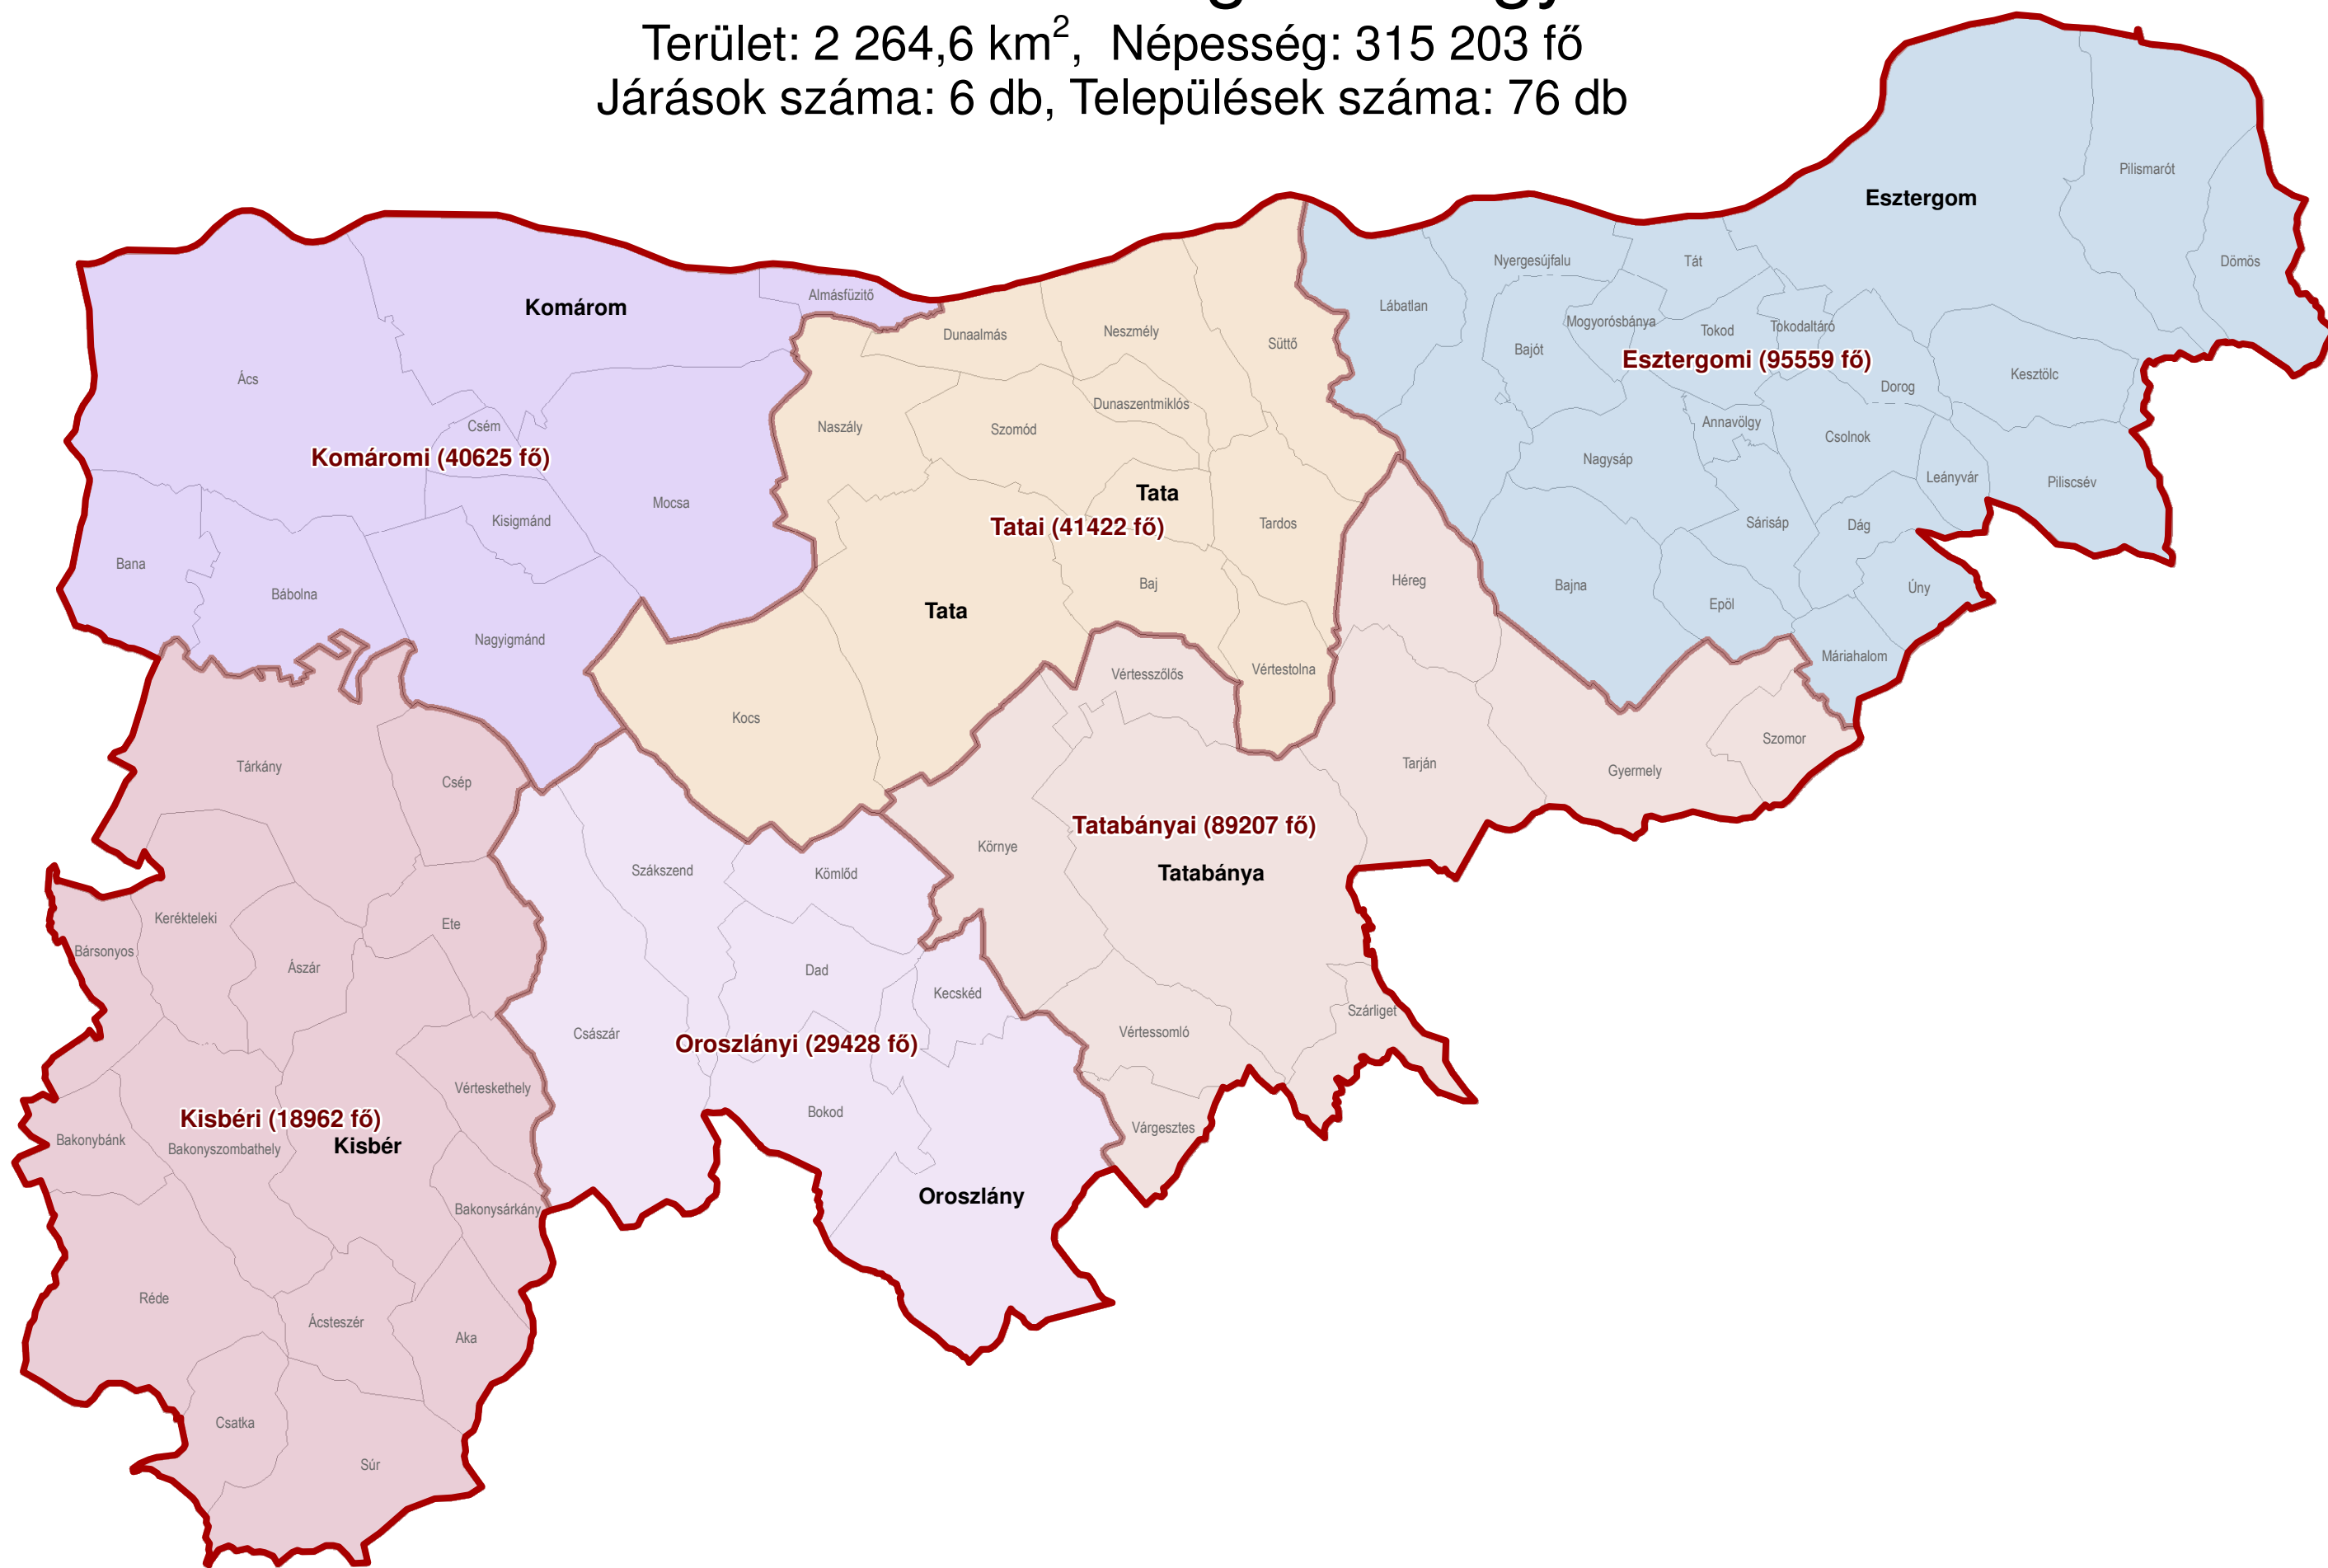 Terület: 2 264,6 km², Népesség: 315 203 fő
Járások száma: 6 db, Települések száma: 76 db
Pilismarót
Esztergom
Dömös
Nyergesújfalu
Tát
Lábatlan
Mogyorósbánya
Tokod
Tokodaltáró
Bajót
Esztergomi (95559 fő)
Dorog
Kesztölc
Annavölgy
Csolnok
Nagysáp
Leányvár
Piliscsév
Sárisáp
Dág
Bajna
Epöl
Úny
Máriahalom
Almásfüzitő
Komárom
Ács
Csém
Komáromi (40625 fő)
Mocsa
Kisigmánd
Bana
Bábolna
Nagyigmánd
Dunaalmás
Neszmély
Süttő
Dunaszentmiklós
Naszály
Szomód
Tata
Tatai (41422 fő)
Tardos
Baj
Tata
Vértestolna
Kocs
Héreg
Vértesszőlős
Tarján
Gyermely
Szomor
Tatabányai (89207 fő)
Környe
Tatabánya
Szárliget
Vértessomló
Várgesztes
Szákszend
Kömlőd
Dad
Kecskéd
Császár
Oroszlányi (29428 fő)
Bokod
Oroszlány
Tárkány
Csép
Kerékteleki
Ete
Bársonyos
Ászár
Vérteskethely
Kisbéri (18962 fő)
Bakonybánk
Bakonyszombathely
Kisbér
Bakonysárkány
Réde
Ácsteszér
Aka
Csatka
Súr